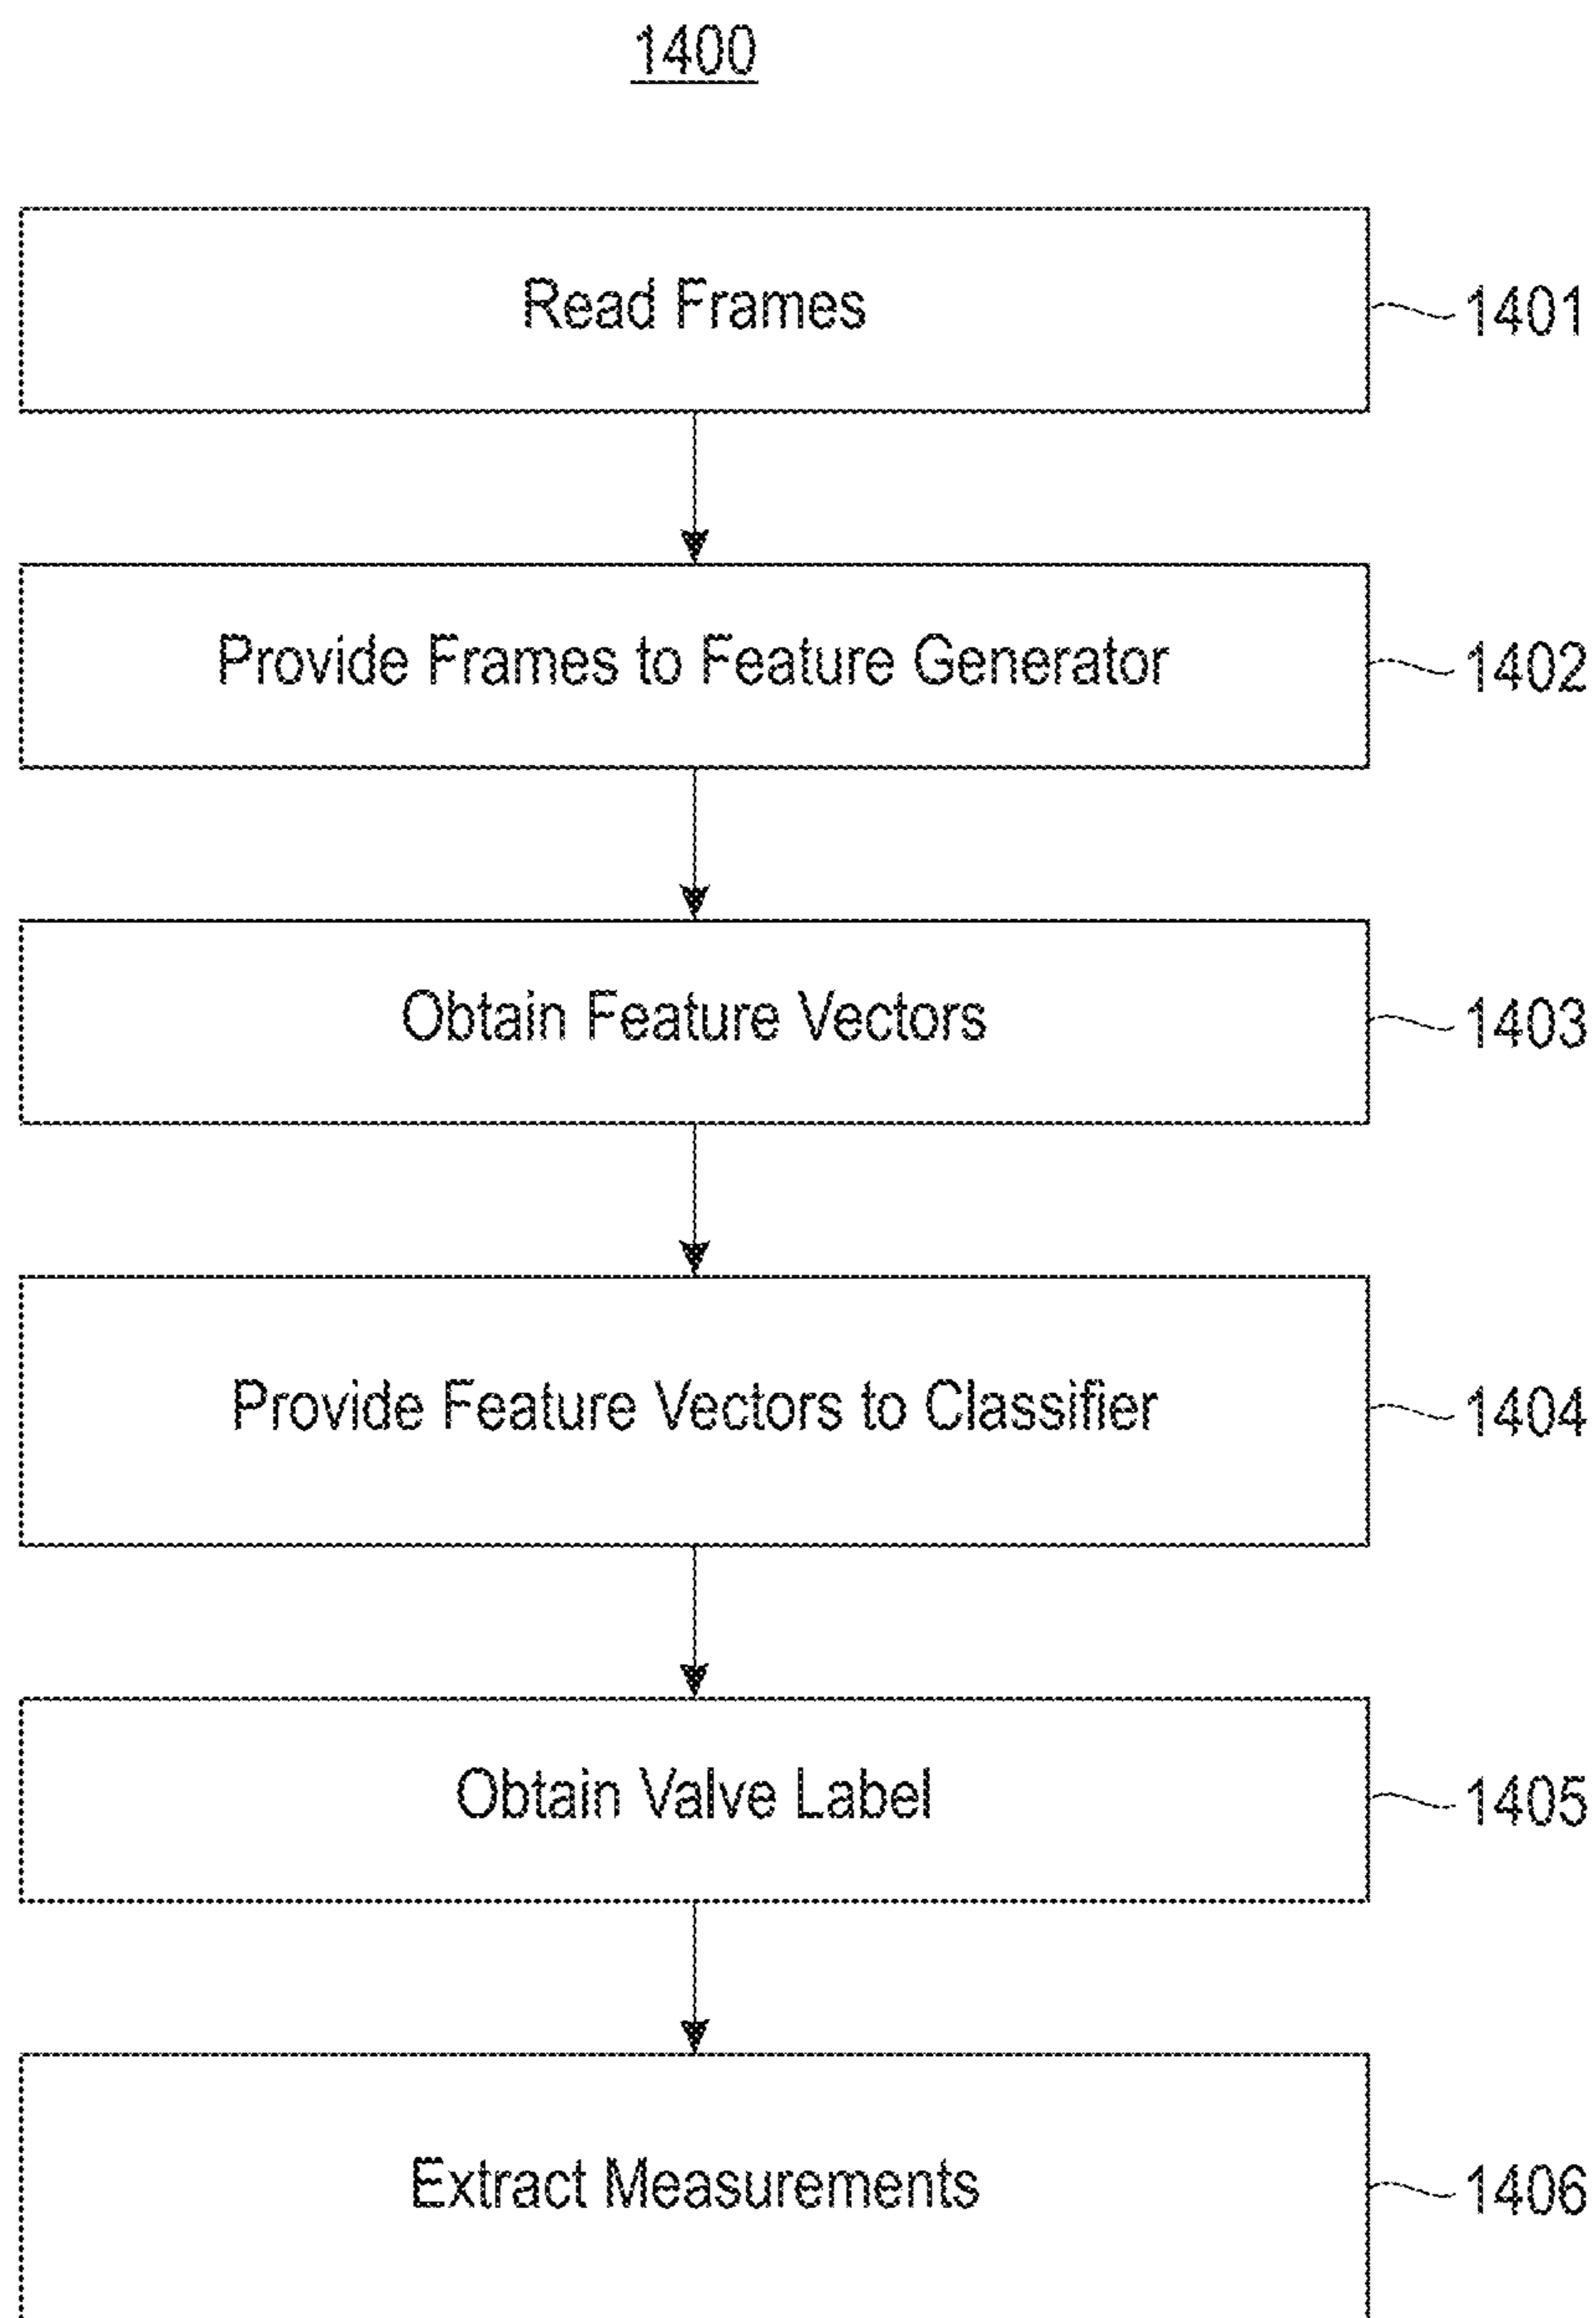 1400
Read Frames
1401
Provide Frames to Feature Generator
1402
Obtain Feature Vectors
1403
Provide Feature Vectors to Classifier
1404
Obtain Valve Label
1405
Extract Measurements
1406